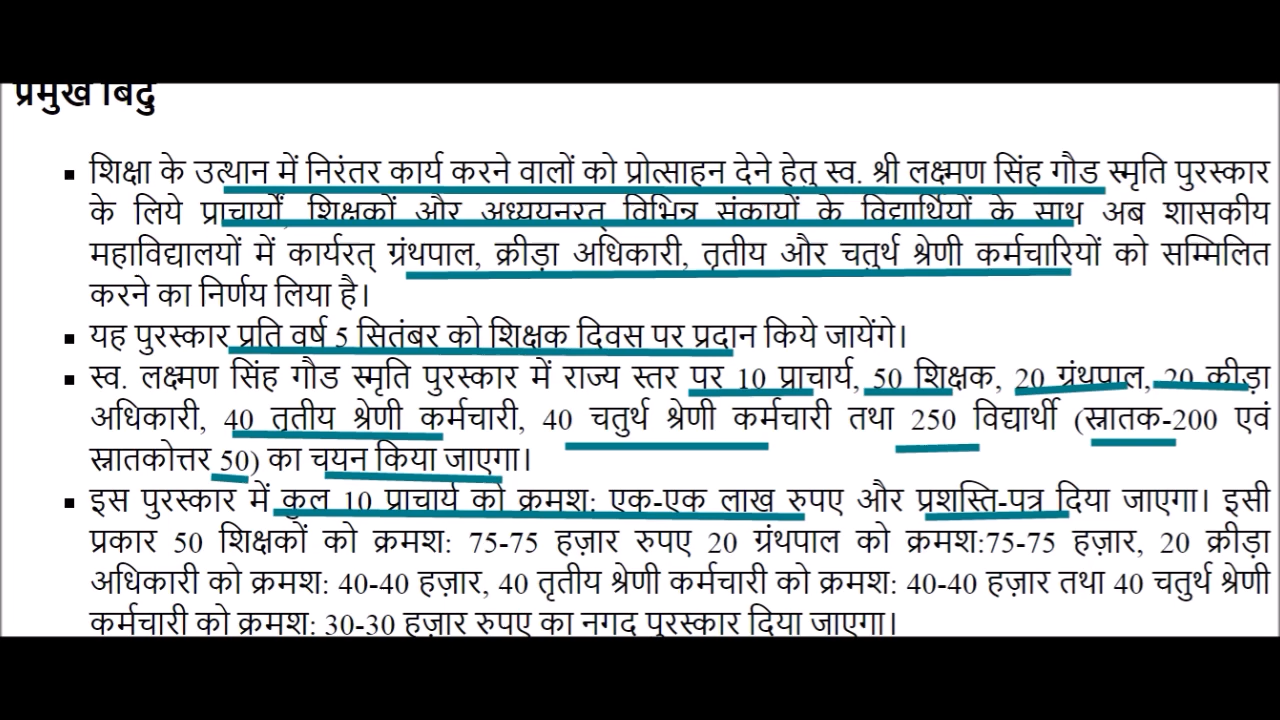 प्रमुख बिंदु
▪ शिक्षा के उत्थान में निरंतर कार्य करने वालों को प्रोत्साहन देने हेतु स्व. श्री लक्ष्मण सिंह गौड स्मृति पुरस्कार
के लिये प्राचार्यों, शिक्षकों और अध्ययनरत् विभिन्न संकायों के विद्यार्थियों के साथ अब शासकीय
महाविद्यालयों में कार्यरत् ग्रंथपाल, क्रीड़ा अधिकारी, तृतीय और चतुर्थ श्रेणी कर्मचारियों को सम्मिलित
करने का निर्णय लिया है।
▪ यह पुरस्कार प्रति वर्ष 5 सितंबर को शिक्षक दिवस पर प्रदान किये जायेंगे।
▪ स्व. लक्ष्मण सिंह गौड स्मृति पुरस्कार में राज्य स्तर पर 10 प्राचार्य, 50 शिक्षक, 20 ग्रंथपाल, 20 क्रीड़ा
अधिकारी, 40 तृतीय श्रेणी कर्मचारी, 40 चतुर्थ श्रेणी कर्मचारी तथा 250 विद्यार्थी (स्नातक-200 एवं
स्नातकोत्तर 50) का चयन किया जाएगा।
▪ इस पुरस्कार में कुल 10 प्राचार्य को क्रमश: एक-एक लाख रुपए और प्रशस्ति-पत्र दिया जाएगा। इसी
प्रकार 50 शिक्षकों को क्रमश: 75-75 हज़ार रुपए 20 ग्रंथपाल को क्रमश:75-75 हज़ार, 20 क्रीड़ा
अधिकारी को क्रमश: 40-40 हज़ार, 40 तृतीय श्रेणी कर्मचारी को क्रमश: 40-40 हज़ार तथा 40 चतुर्थ श्रेणी
कर्मचारी को क्रमश: 30-30 हज़ार रुपए का नगद पुरस्कार दिया जाएगा।